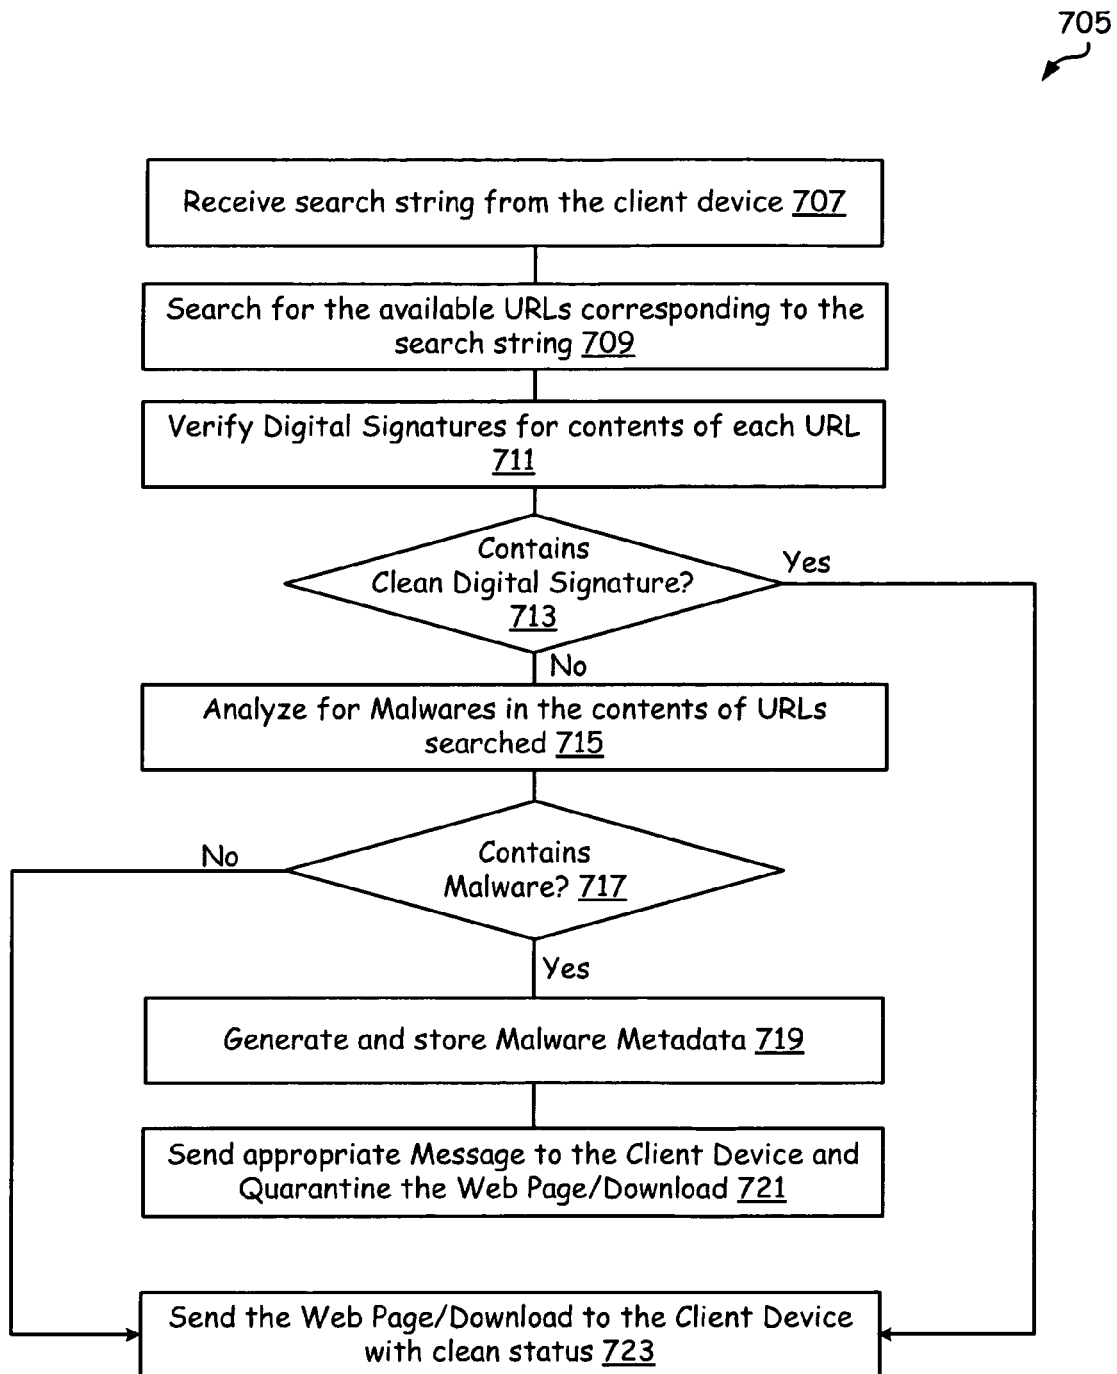 705
Receive search string from the client device 707
Search for the available URLs corresponding to the
search string 709
Verify Digital Signatures for contents of each URL
711
Contains
Clean Digital Signature?
713
Yes
No
Analyze for Malwares in the contents of URLs
searched 715
No
Contains
Malware? 717
Yes
Generate and store Malware Metadata 719
Send appropriate Message to the Client Device and
Quarantine the Web Page/Download 721
Send the Web Page/Download to the Client Device
with clean status 723